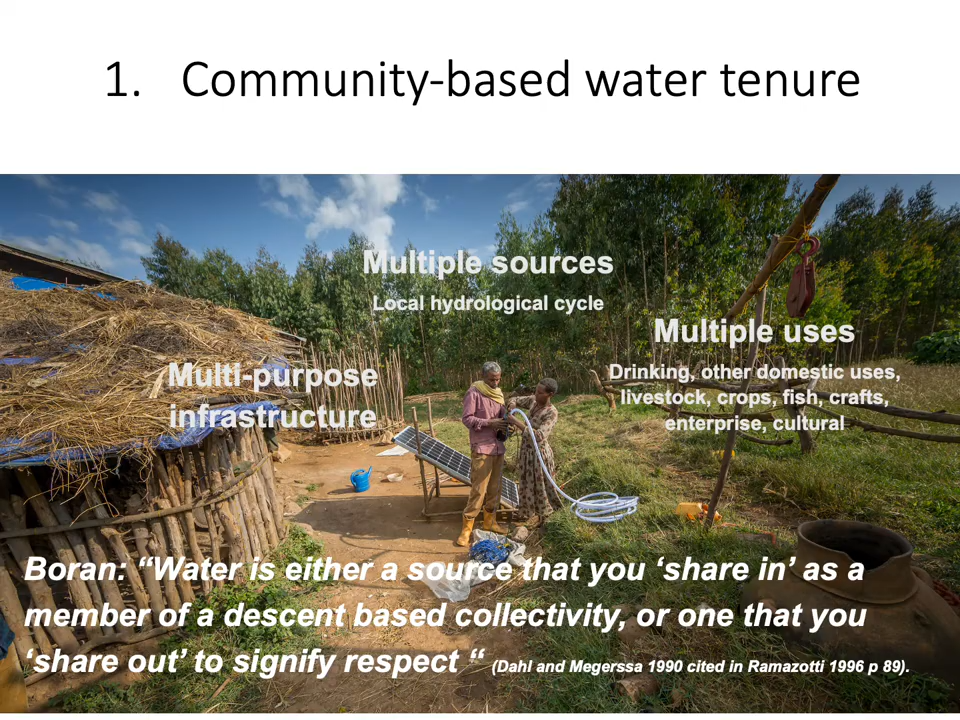 1. Community-based water tenure
Multiple sources
Local hydrological cycle
Multiple uses
Drinking, other domestic uses,
livestock, crops, fish, crafts,
enterprise, cultural
Multi-purpose
infrastructure
Boran: “Water is either a source that you ‘share in’ as a
member of a descent based collectivity, or one that you
‘share out’ to signify respect “ (Dahl and Megerssa 1990 cited in Ramazotti 1996 p 89).